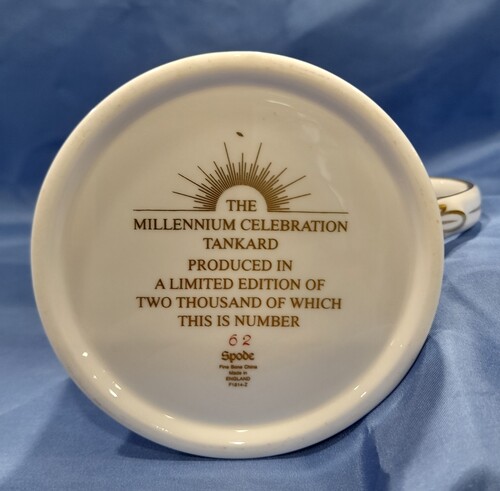 THE
MILLENNIUM CELEBRATION
TANKARD
PRODUCED IN
A LIMITED EDITION OF
TWO THOUSAND OF WHICH
THIS IS NUMBER
62
Spode
Fine Bone China
Made in
ENGLAND
F1614-Z